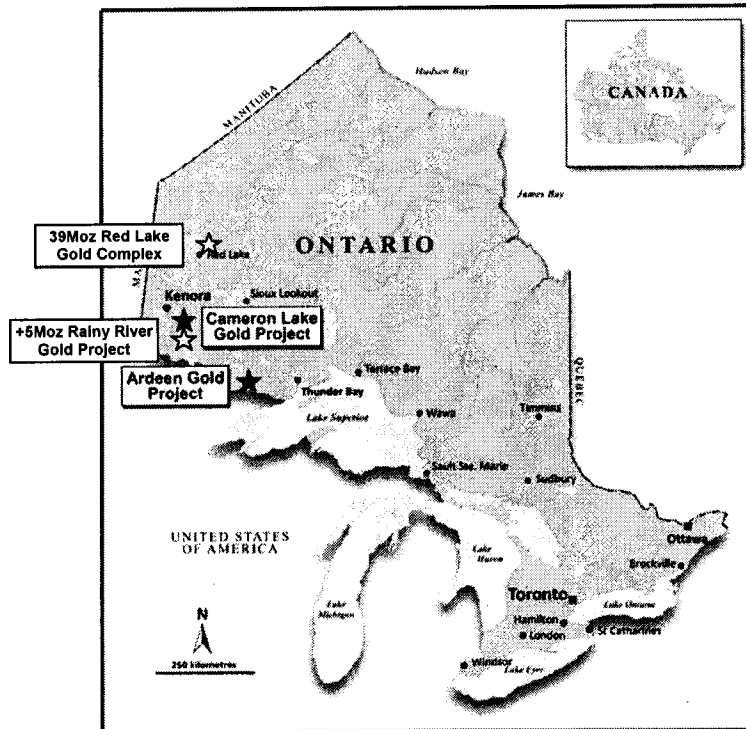 Hudson Bay
CANADA
MANITOBA
James Bay
39Moz Red Lake
Gold Complex
Red Lake
ONTARIO
Kenora
Sioux Lookout
Cameron Lake
Gold Project
+5Moz Rainy River
Gold Project
QUEBEC
Ardeen Gold
Project
Terrace Bay
Thunder Bay
Lake Superior
Wawa
Timmins
Sault Ste. Marie
Sudbury
UNITED STATES
OF AMERICA
Ottawa
Lake
Huron
Brockville
Toronto
Lake Ontario
Lake
Michigan
N
Hamilton
St Catharines
London
250 kilometres
Windsor